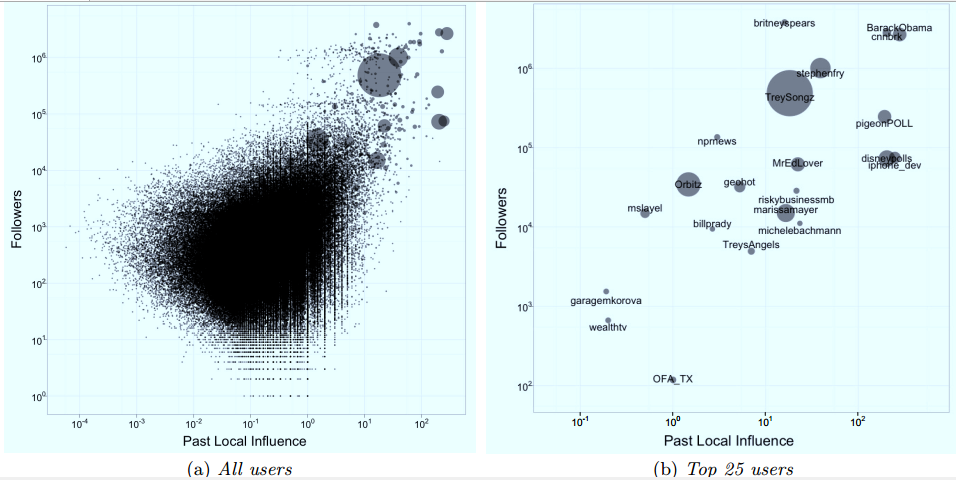 10⁶
10⁵
10⁴
10³
10²
10¹
10⁰
Followers
10⁻⁴ 10⁻³ 10⁻² 10⁻¹ 10⁰ 10¹ 10²
Past Local Influence
(a) All users
britneyspears
BarackObama
cnnbrk
stephenfry
TreySongz
pigeonPOLL
nprnews
MrEdLover
disneypolls
iphone_dev
Orbitz
geohot
riskybusinessmb
marissamayer
mslayel
billprady
michelebachmann
TreysAngels
garagemkorova
wealthtv
OFA_TX
10⁶
10⁵
10⁴
10³
10²
Followers
10⁻¹ 10⁰ 10¹ 10²
Past Local Influence
(b) Top 25 users